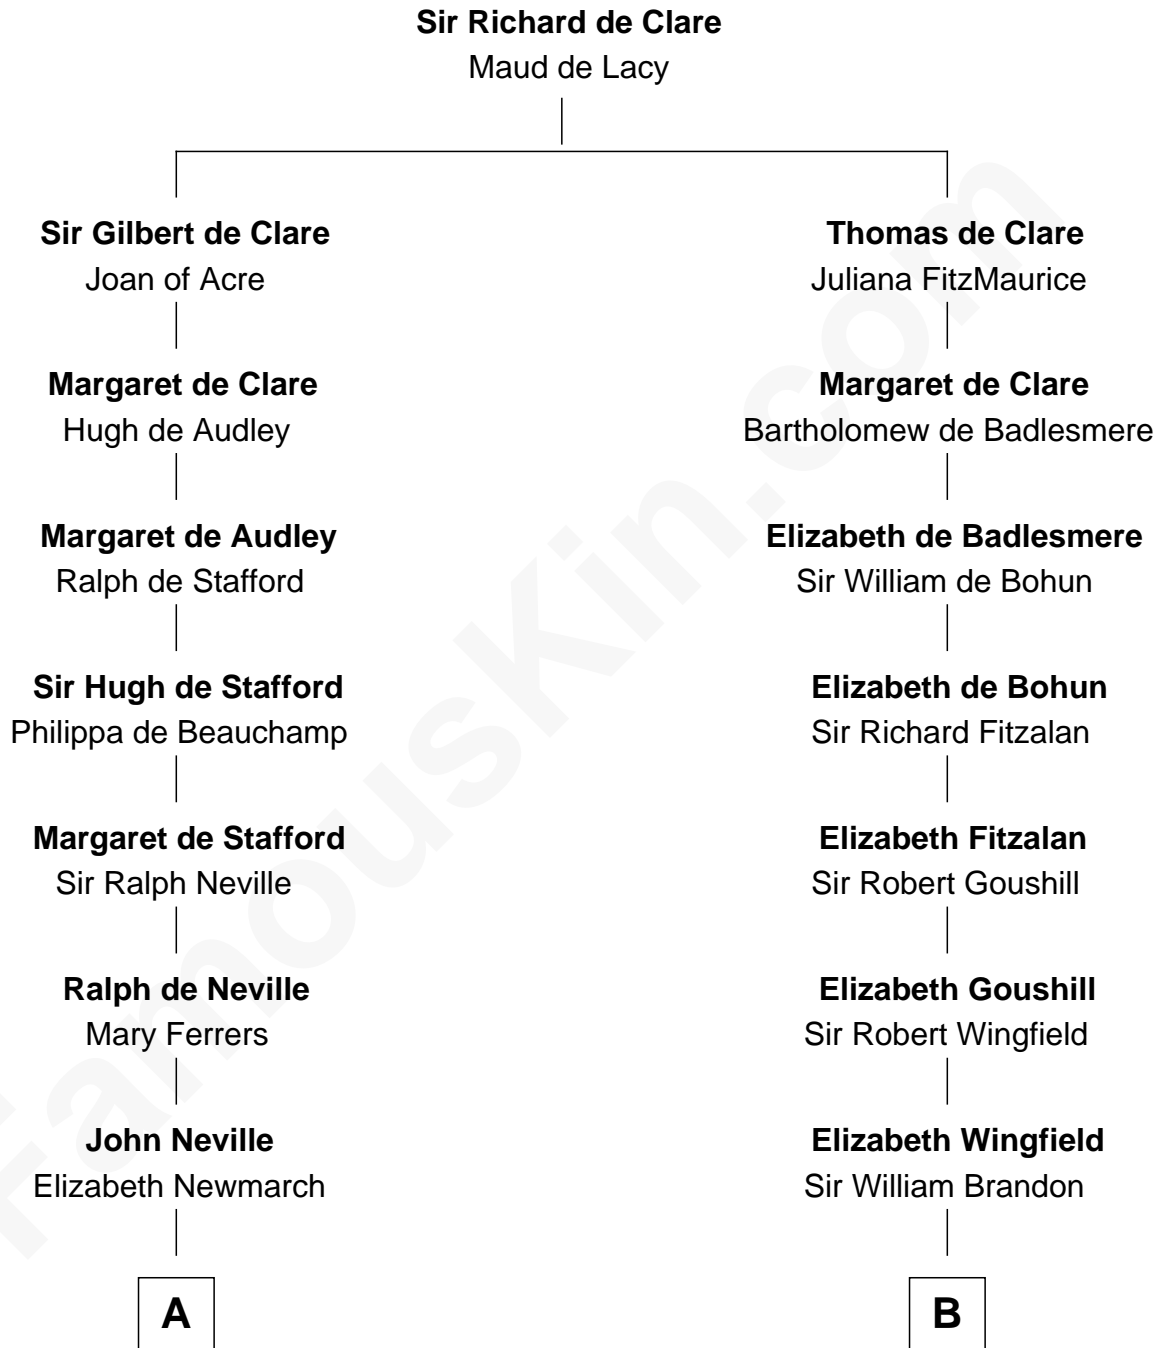 Sir Richard de Clare
Maud de Lacy
Sir Gilbert de Clare
Joan of Acre
Margaret de Clare
Hugh de Audley
Margaret de Audley
Ralph de Stafford
Sir Hugh de Stafford
Philippa de Beauchamp
Margaret de Stafford
Sir Ralph Neville
Ralph de Neville
Mary Ferrers
John Neville
Elizabeth Newmarch
A
Thomas de Clare
Juliana FitzMaurice
Margaret de Clare
Bartholomew de Badlesmere
Elizabeth de Badlesmere
Sir William de Bohun
Elizabeth de Bohun
Sir Richard Fitzalan
Elizabeth Fitzalan
Sir Robert Goushill
Elizabeth Goushill
Sir Robert Wingfield
Elizabeth Wingfield
Sir William Brandon
B
FamousKin.com